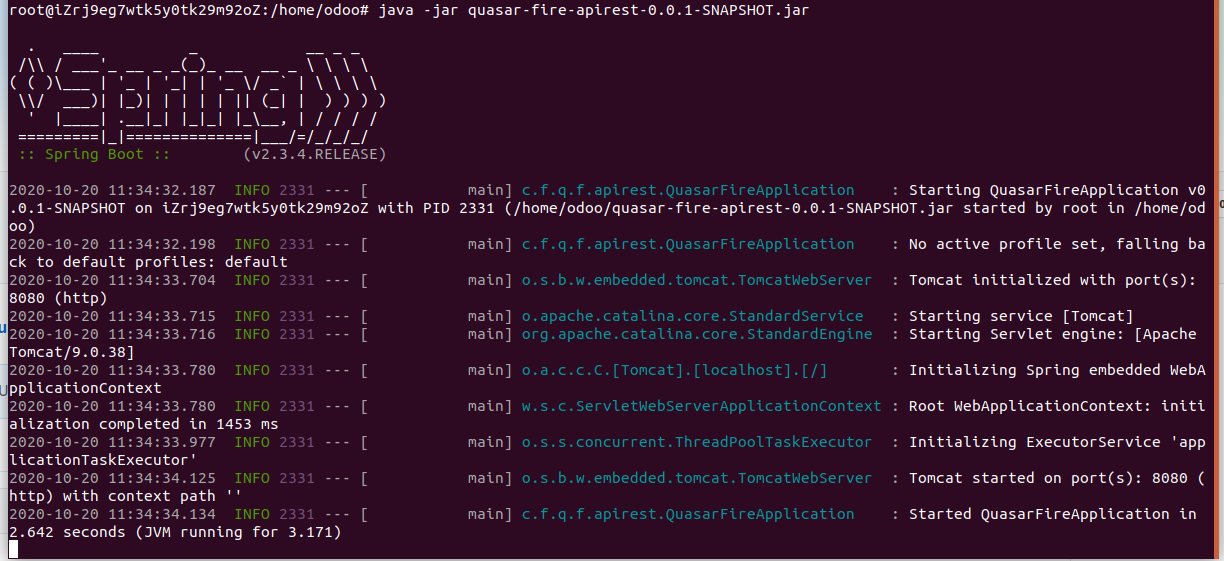 root@iZrj9eg7wtk5y0tk29m92oZ:/home/odoo# java -jar quasar-fire-apirest-0.0.1-SNAPSHOT.jar
  .   ____          _            __ _ _
 /\\ / ___'_ __ _ _(_)_ __  __ _ \ \ \ \
( ( )\___ | '_ | '_| | '_ \/ _` | \ \ \ \
 \\/  ___)| |_)| | | | | || (_| |  ) ) ) )
  '  |____| .__|_| |_|_| |_\__, | / / / /
 =========|_|==============|___/=/_/_/_/
 :: Spring Boot ::        (v2.3.4.RELEASE)
2020-10-20 11:34:32.187  INFO 2331 --- [           main] c.f.q.f.apirest.QuasarFireApplication    : Starting QuasarFireApplication v0
.0.1-SNAPSHOT on iZrj9eg7wtk5y0tk29m92oZ with PID 2331 (/home/odoo/quasar-fire-apirest-0.0.1-SNAPSHOT.jar started by root in /home/od
oo)
2020-10-20 11:34:32.198  INFO 2331 --- [           main] c.f.q.f.apirest.QuasarFireApplication    : No active profile set, falling ba
ck to default profiles: default
2020-10-20 11:34:33.704  INFO 2331 --- [           main] o.s.b.w.embedded.tomcat.TomcatWebServer  : Tomcat initialized with port(s):
8080 (http)
2020-10-20 11:34:33.715  INFO 2331 --- [           main] o.apache.catalina.core.StandardService   : Starting service [Tomcat]
2020-10-20 11:34:33.716  INFO 2331 --- [           main] org.apache.catalina.core.StandardEngine  : Starting Servlet engine: [Apache
Tomcat/9.0.38]
2020-10-20 11:34:33.780  INFO 2331 --- [           main] o.a.c.c.C.[Tomcat].[localhost].[/]       : Initializing Spring embedded WebA
pplicationContext
2020-10-20 11:34:33.780  INFO 2331 --- [           main] w.s.c.ServletWebServerApplicationContext : Root WebApplicationContext: initi
alization completed in 1453 ms
2020-10-20 11:34:33.977  INFO 2331 --- [           main] o.s.s.concurrent.ThreadPoolTaskExecutor  : Initializing ExecutorService 'app
licationTaskExecutor'
2020-10-20 11:34:34.125  INFO 2331 --- [           main] o.s.b.w.embedded.tomcat.TomcatWebServer  : Tomcat started on port(s): 8080 (
http) with context path ''
2020-10-20 11:34:34.134  INFO 2331 --- [           main] c.f.q.f.apirest.QuasarFireApplication    : Started QuasarFireApplication in
2.642 seconds (JVM running for 3.171)